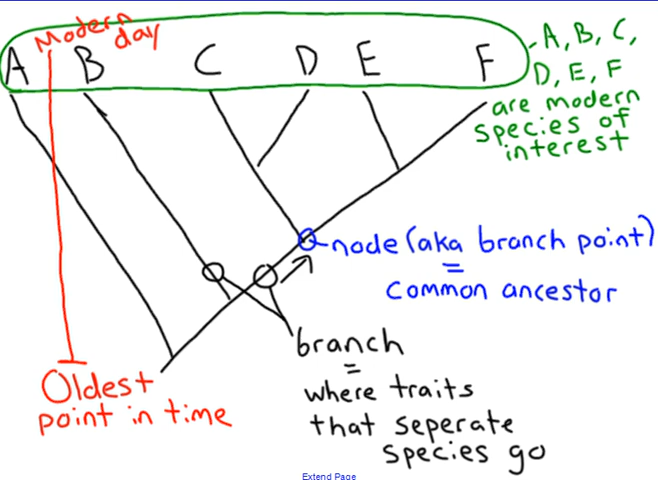 Modern
day
A B C D E F
- A, B, C,
D, E, F
are modern
species of
interest
node (aka branch point)
=
common ancestor
branch
=
where traits
that seperate
species go
Oldest
point in time
Extend Page